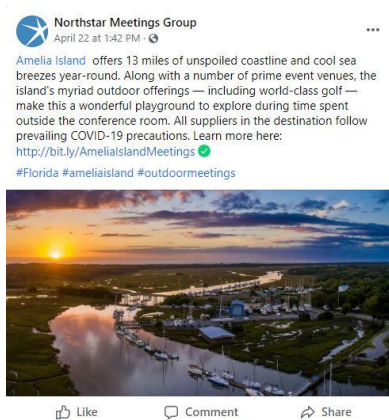 Northstar Meetings Group
April 22 at 1:42 PM ·
Amelia Island offers 13 miles of unspoiled coastline and cool sea
breezes year-round. Along with a number of prime event venues, the
island's myriad outdoor offerings — including world-class golf —
make this a wonderful playground to explore during time spent
outside the conference room. All suppliers in the destination follow
prevailing COVID-19 precautions. Learn more here:
http://bit.ly/AmeliaIslandMeetings
#Florida #ameliaisland #outdoormeetings
Like Comment Share